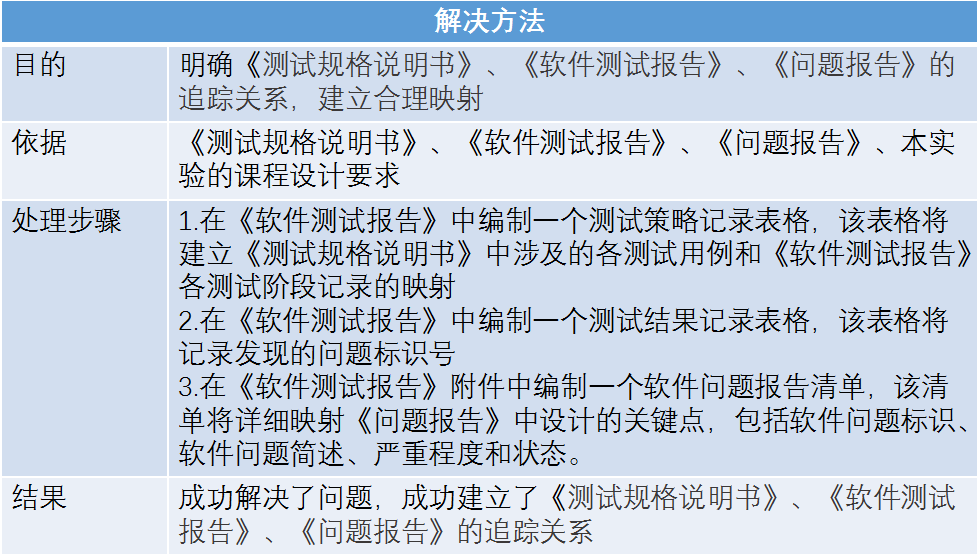 解决方法
目的
明确《测试规格说明书》、《软件测试报告》、《问题报告》的
追踪关系，建立合理映射
依据
《测试规格说明书》、《软件测试报告》、《问题报告》、本实
验的课程设计要求
处理步骤
1.在《软件测试报告》中编制一个测试策略记录表格，该表格将
建立《测试规格说明书》中涉及的各测试用例和《软件测试报告》
各测试阶段记录的映射
2.在《软件测试报告》中编制一个测试结果记录表格，该表格将
记录发现的问题标识号
3.在《软件测试报告》附件中编制一个软件问题报告清单，该清
单将详细映射《问题报告》中设计的关键点，包括软件问题标识、
软件问题简述、严重程度和状态。
结果
成功解决了问题，成功建立了《测试规格说明书》、《软件测试
报告》、《问题报告》的追踪关系